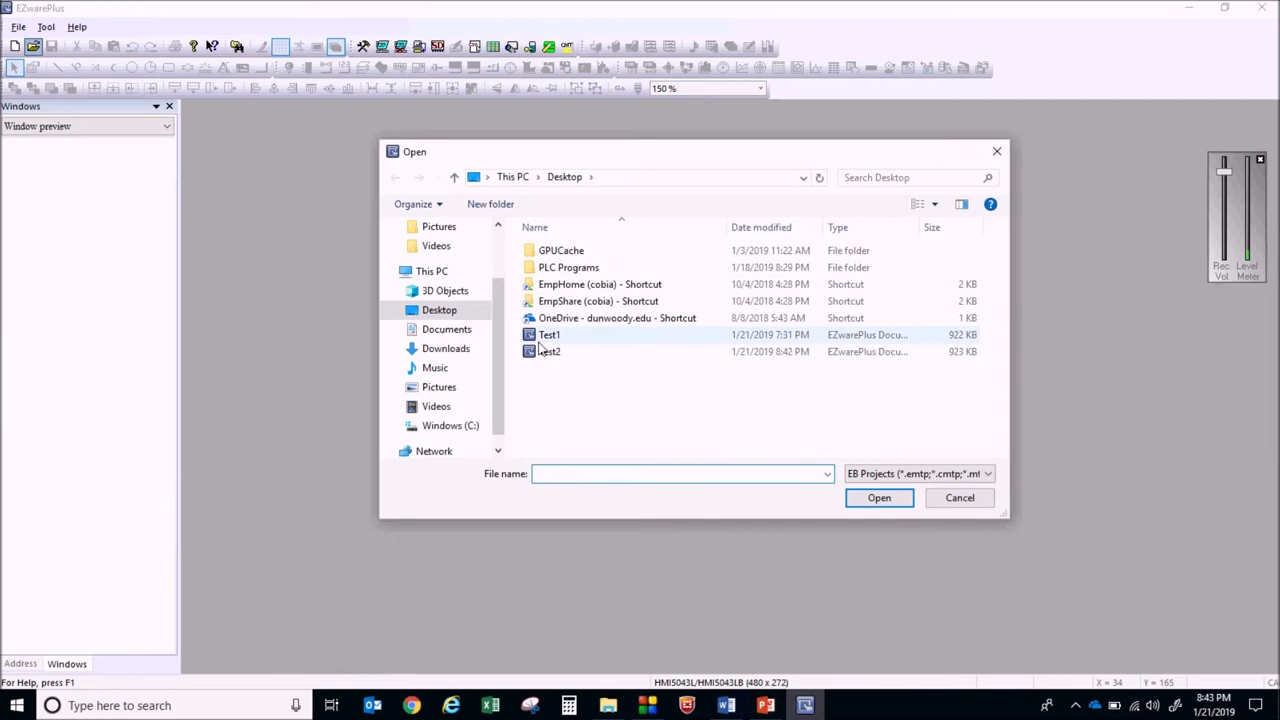 EZwarePlus
File Tool Help
150 %
Windows
Window preview
Open
This PC Desktop
Search Desktop
Organize New folder
Name Date modified Type Size
Pictures
Videos
This PC
3D Objects
Desktop
Documents
Downloads
Music
Pictures
Videos
Windows (C:)
Network
GPUCache 1/3/2019 11:22 AM File folder
PLC Programs 1/18/2019 8:29 PM File folder
EmpHome (cobia) - Shortcut 10/4/2018 4:28 PM Shortcut 2 KB
EmpShare (cobia) - Shortcut 10/4/2018 4:28 PM Shortcut 2 KB
OneDrive - dunwoody.edu - Shortcut 8/8/2018 5:43 AM Shortcut 1 KB
Test1 1/21/2019 7:31 PM EZwarePlus Docu... 922 KB
Test2 1/21/2019 8:42 PM EZwarePlus Docu... 923 KB
File name: EB Projects (*.emtp;*.cmtp;*.mt
Open Cancel
Rec. Vol Level Meter
Address Windows
For Help, press F1 HMI5043L/HMI5043LB (480 x 272) X = 34 Y = 165 CA
Type here to search
8:43 PM
1/21/2019